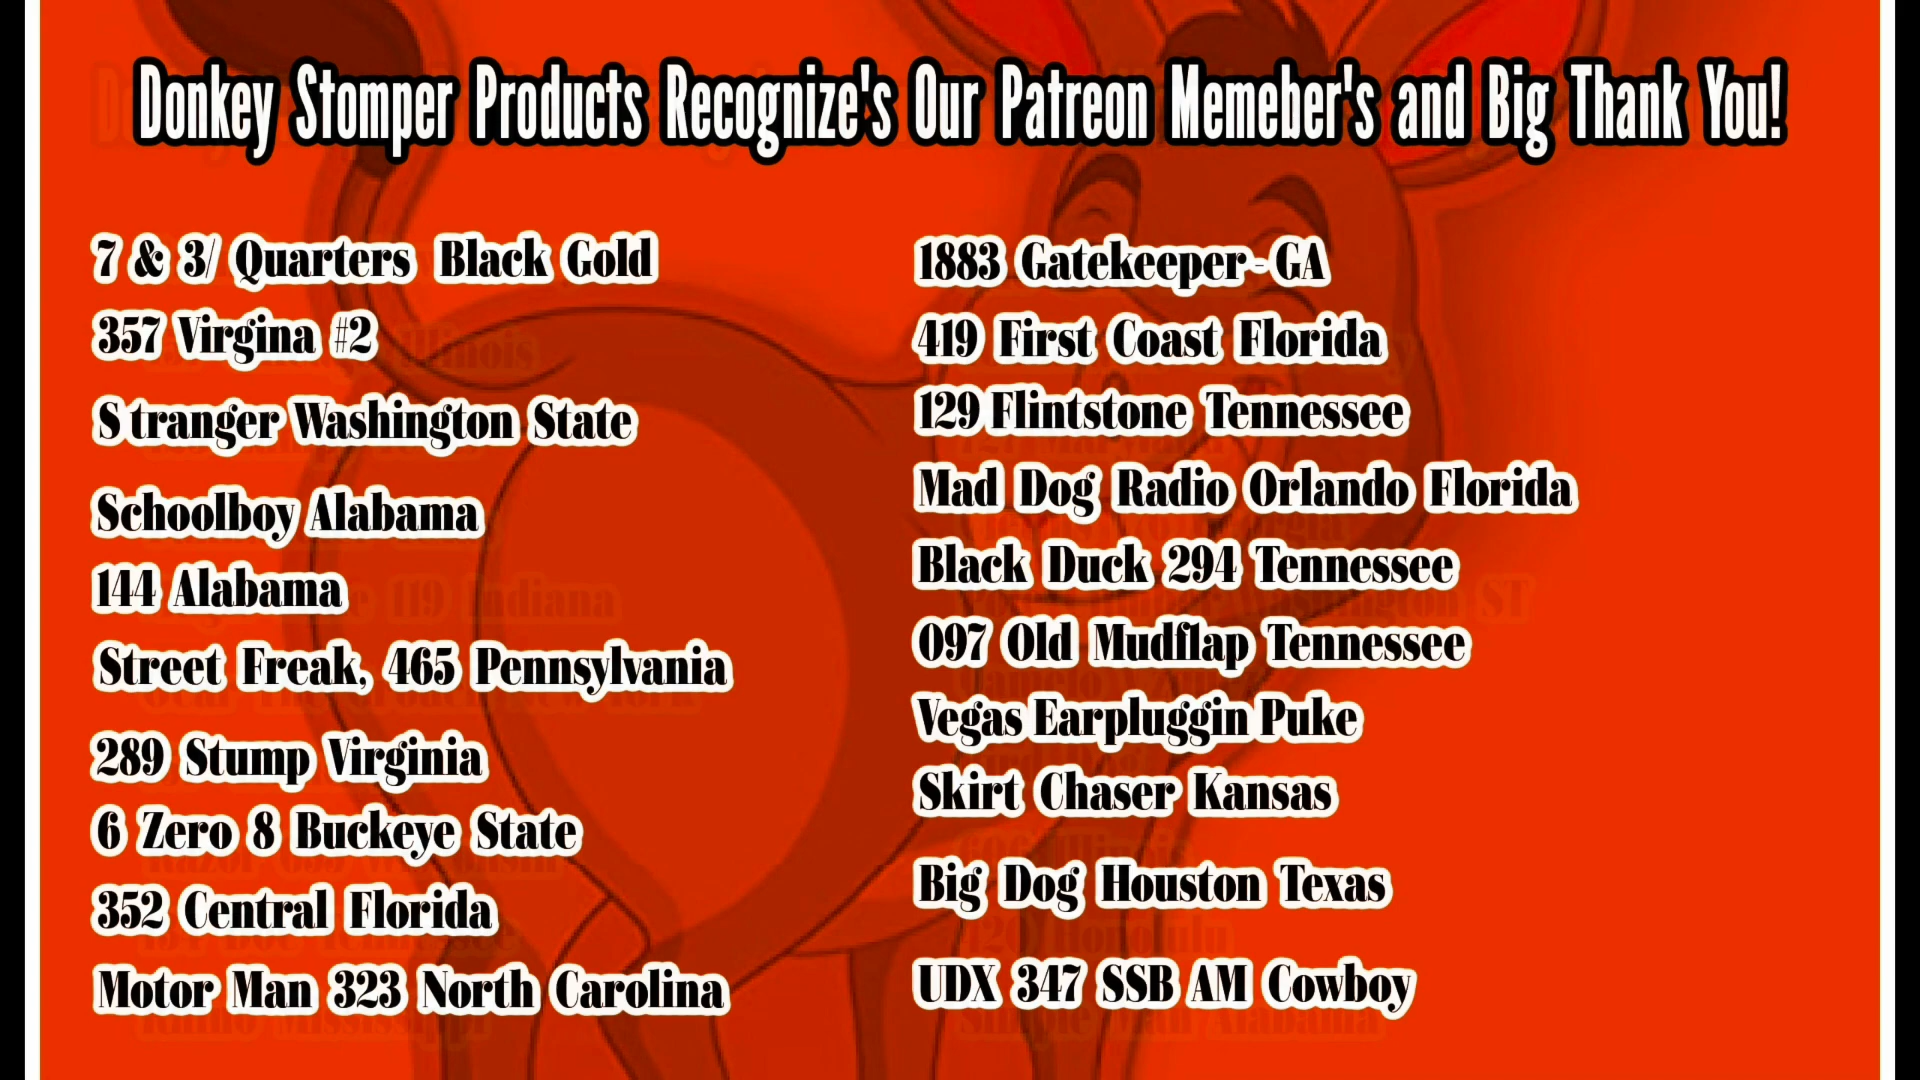 Donkey Stomper Products Recognize's Our Patreon Memeber's and Big Thank You!
7 & 3/ Quarters Black Gold
357 Virgina #2
Stranger Washington State
Schoolboy Alabama
144 Alabama
Street Freak, 465 Pennsylvania
289 Stump Virginia
6 Zero 8 Buckeye State
352 Central Florida
Motor Man 323 North Carolina
1883 Gatekeeper - GA
419 First Coast Florida
129 Flintstone Tennessee
Mad Dog Radio Orlando Florida
Black Duck 294 Tennessee
097 Old Mudflap Tennessee
Vegas Earpluggin Puke
Skirt Chaser Kansas
Big Dog Houston Texas
UDX 347 SSB AM Cowboy